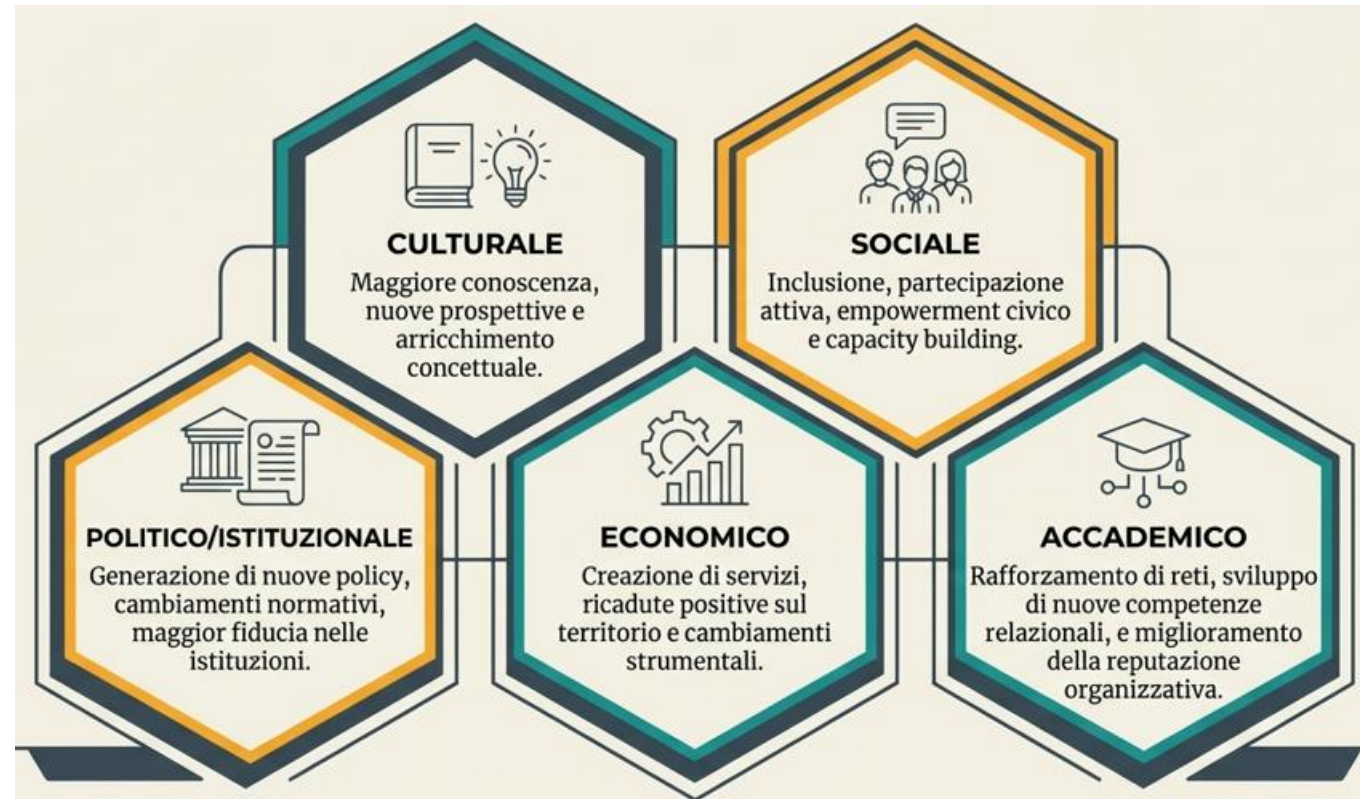 CULTURALE
Maggiore conoscenza,
nuove prospettive e
arricchimento
concettuale.
SOCIALE
Inclusione, partecipazione
attiva, empowerment civico
e capacity building.
POLITICO/ISTITUZIONALE
Generazione di nuove policy,
cambiamenti normativi,
maggior fiducia nelle
istituzioni.
ECONOMICO
Creazione di servizi,
ricadute positive sul
territorio e cambiamenti
strumentali.
ACCADEMICO
Rafforzamento di reti, sviluppo
di nuove competenze
relazionali, e miglioramento
della reputazione
organizzativa.